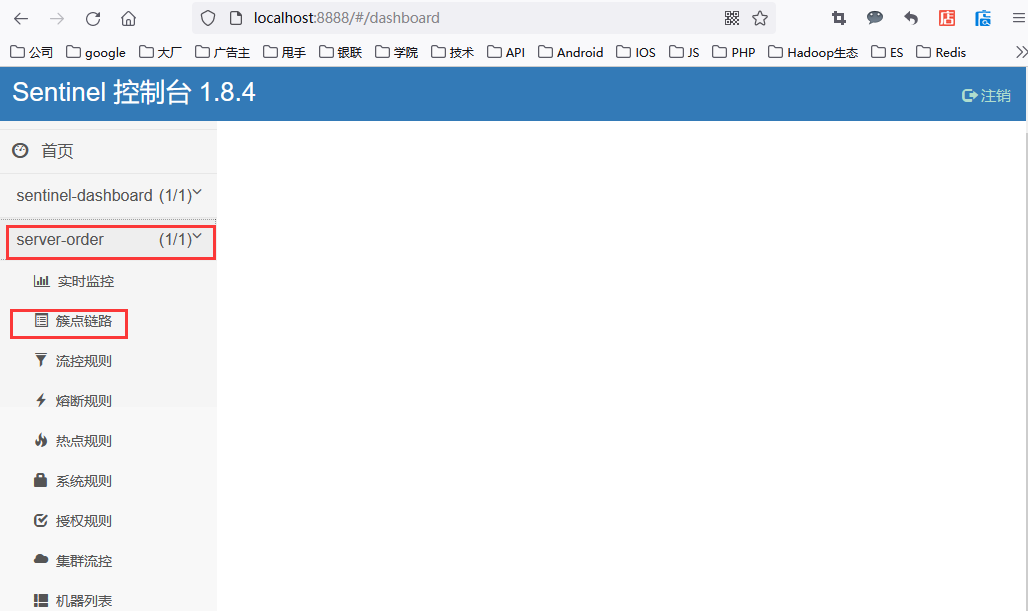 localhost:8888/#/dashboard
公司 google 大厂 广告主 甩手 银联 学院 技术 API Android IOS JS PHP Hadoop生态 ES Redis
Sentinel 控制台 1.8.4 注销
首页
sentinel-dashboard (1/1)
server-order (1/1)
实时监控
簇点链路
流控规则
熔断规则
热点规则
系统规则
授权规则
集群流控
机器列表